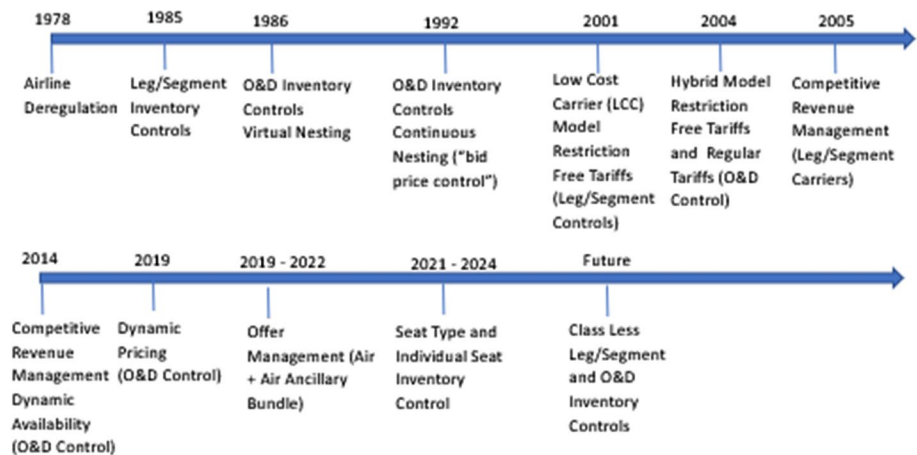 1978
1985
1986
1992
2001
2004
2005
Airline
Deregulation
Leg/Segment
Inventory
Controls
O&D Inventory
Controls
Virtual Nesting
O&D Inventory
Controls
Continuous
Nesting (“bid
price control”)
Low Cost
Carrier (LCC)
Model
Restriction
Free Tariffs
(Leg/Segment
Controls)
Hybrid Model
Restriction
Free Tariffs
and Regular
Tariffs (O&D
Control)
Competitive
Revenue
Management
(Leg/Segment
Carriers)
2014
2019
2019 - 2022
2021 - 2024
Future
Competitive
Revenue
Management
Dynamic
Availability
(O&D Control)
Dynamic
Pricing
(O&D Control)
Offer
Management (Air
+ Air Ancillary
Bundle)
Seat Type and
Individual Seat
Inventory
Control
Class Less
Leg/Segment
and O&D
Inventory
Controls